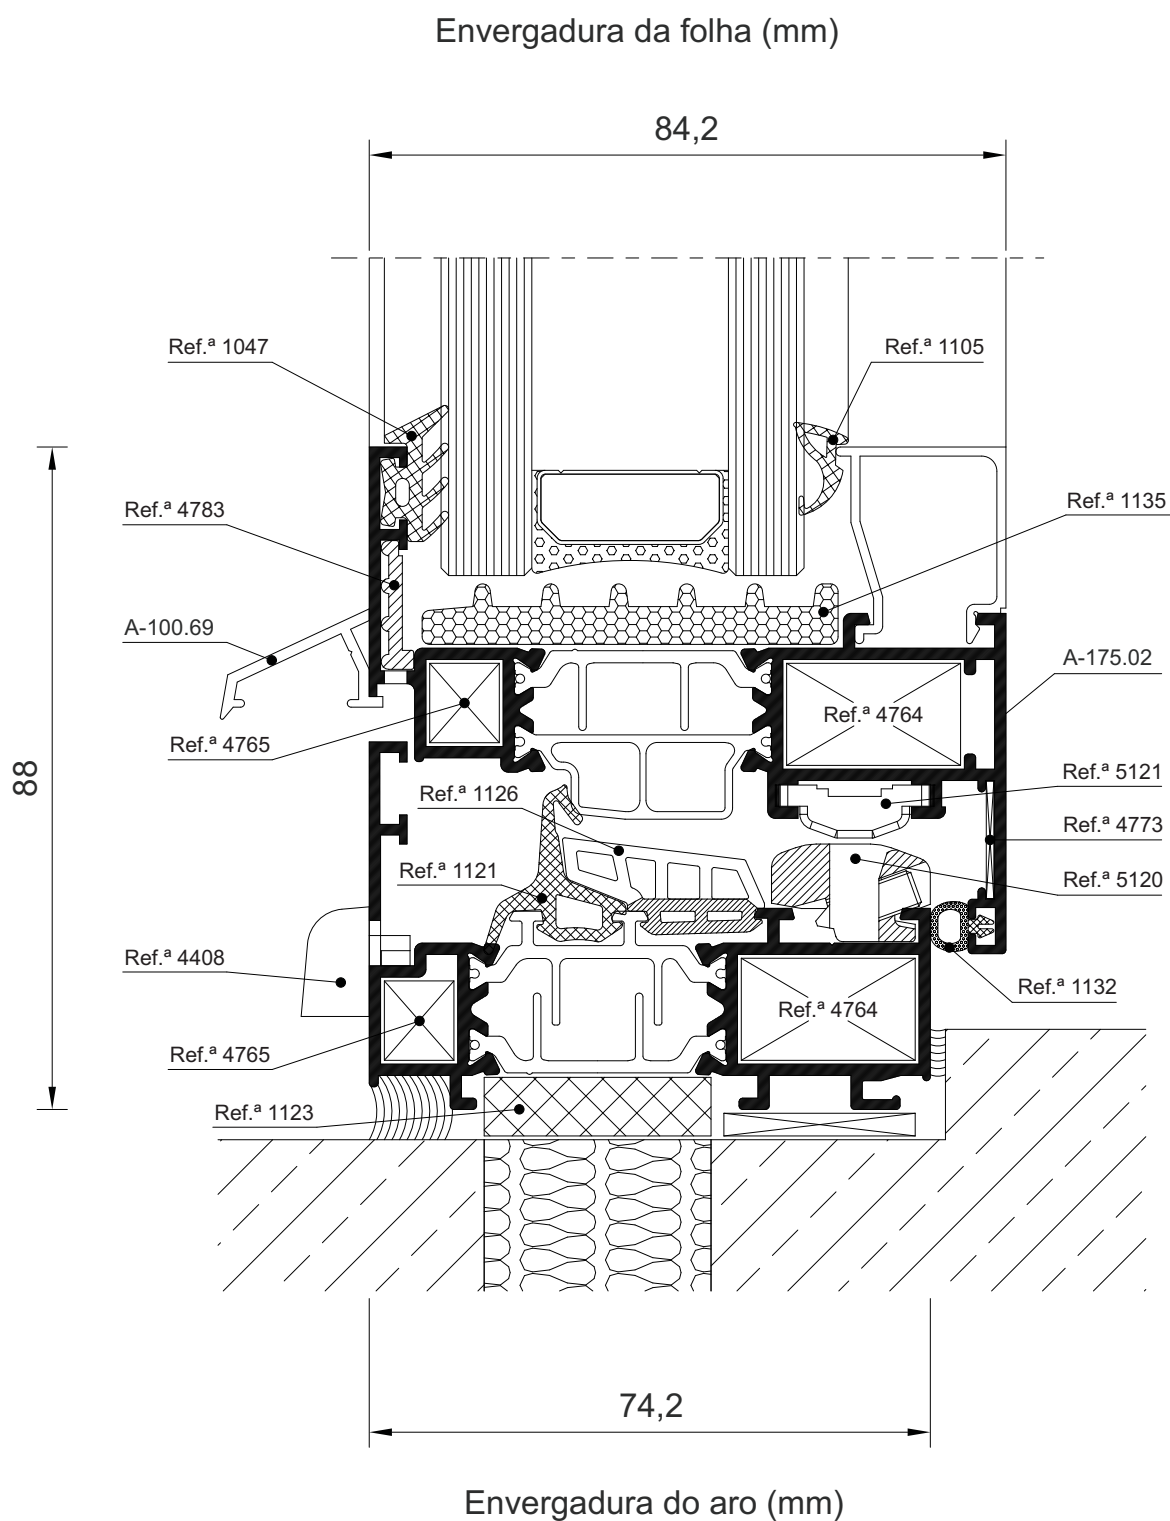 Envergadura da folha (mm)
84,2
Ref.ª 1047
Ref.ª 1105
Ref.ª 4783
Ref.ª 1135
A-100.69
A-175.02
Ref.ª 4764
Ref.ª 4765
88
Ref.ª 5121
Ref.ª 1126
Ref.ª 4773
Ref.ª 1121
Ref.ª 5120
Ref.ª 4408
Ref.ª 1132
Ref.ª 4764
Ref.ª 4765
Ref.ª 1123
74,2
Envergadura do aro (mm)